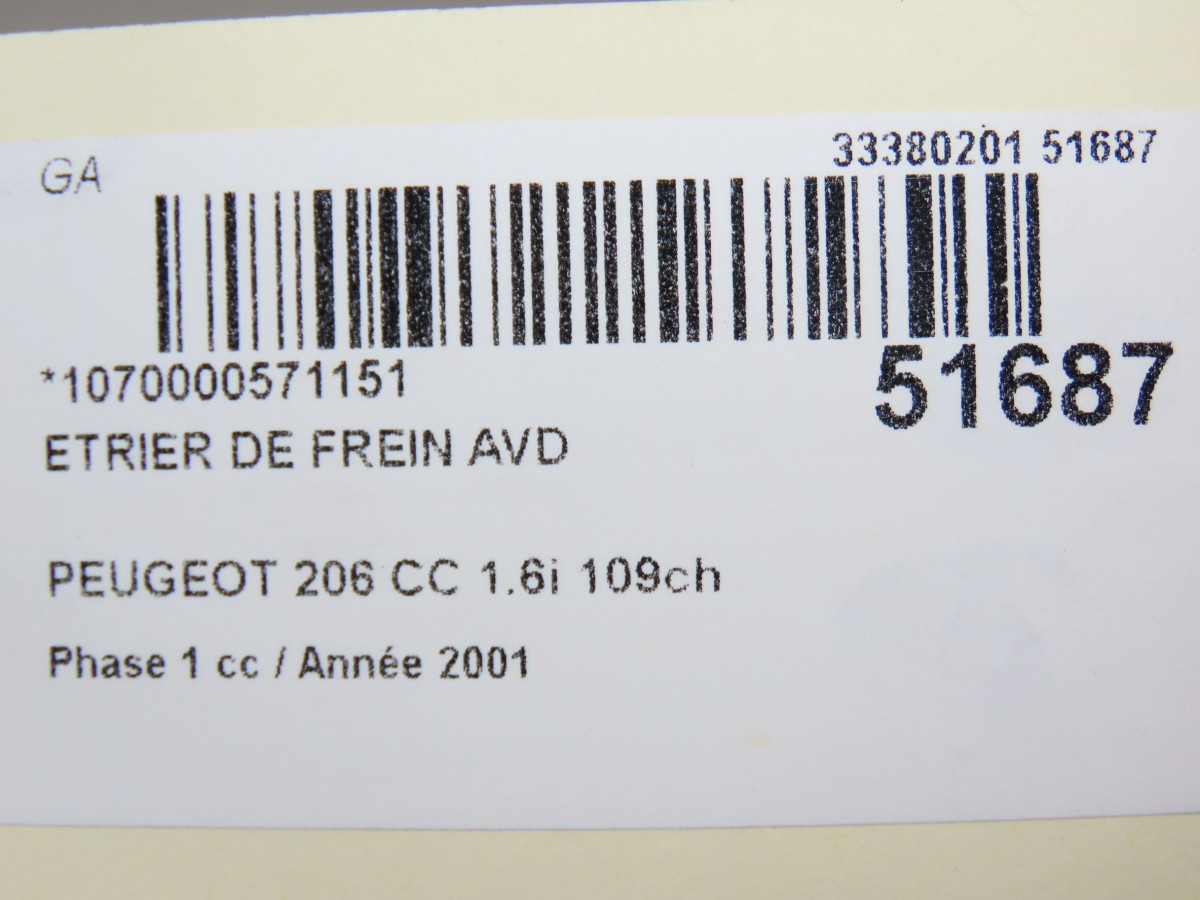 GA
33380201 51687
*1070000571151
51687
ETRIER DE FREIN AVD
PEUGEOT 206 CC 1.6i 109ch
Phase 1 cc / Année 2001